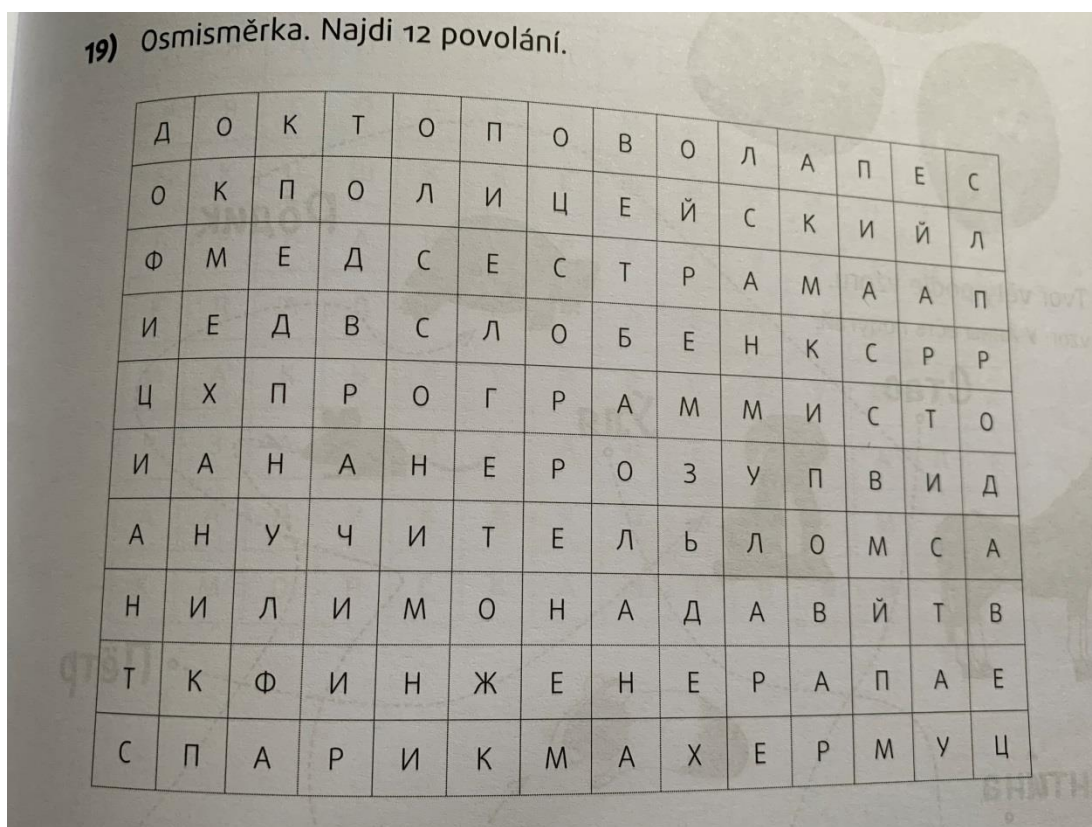 19) Osmisměrka. Najdi 12 povolání.
Д О К Т О П О В О Л А П Е С
О К П О Л И Ц Е Й С К И Й Л
Ф М Е Д С Е С Т Р А М А А П
И Е Д В С Л О Б Е Н К С Р Р
Ц Х П Р О Г Р А М М И С Т О
И А Н А Н Е Р О З У П В И Д
А Н У Ч И Т Е Л Ь Л О М С А
Н И Л И М О Н А Д А В Й Т В
Т К Ф И Н Ж Е Н Е Р А П А Е
С П А Р И К М А Х Е Р М У Ц